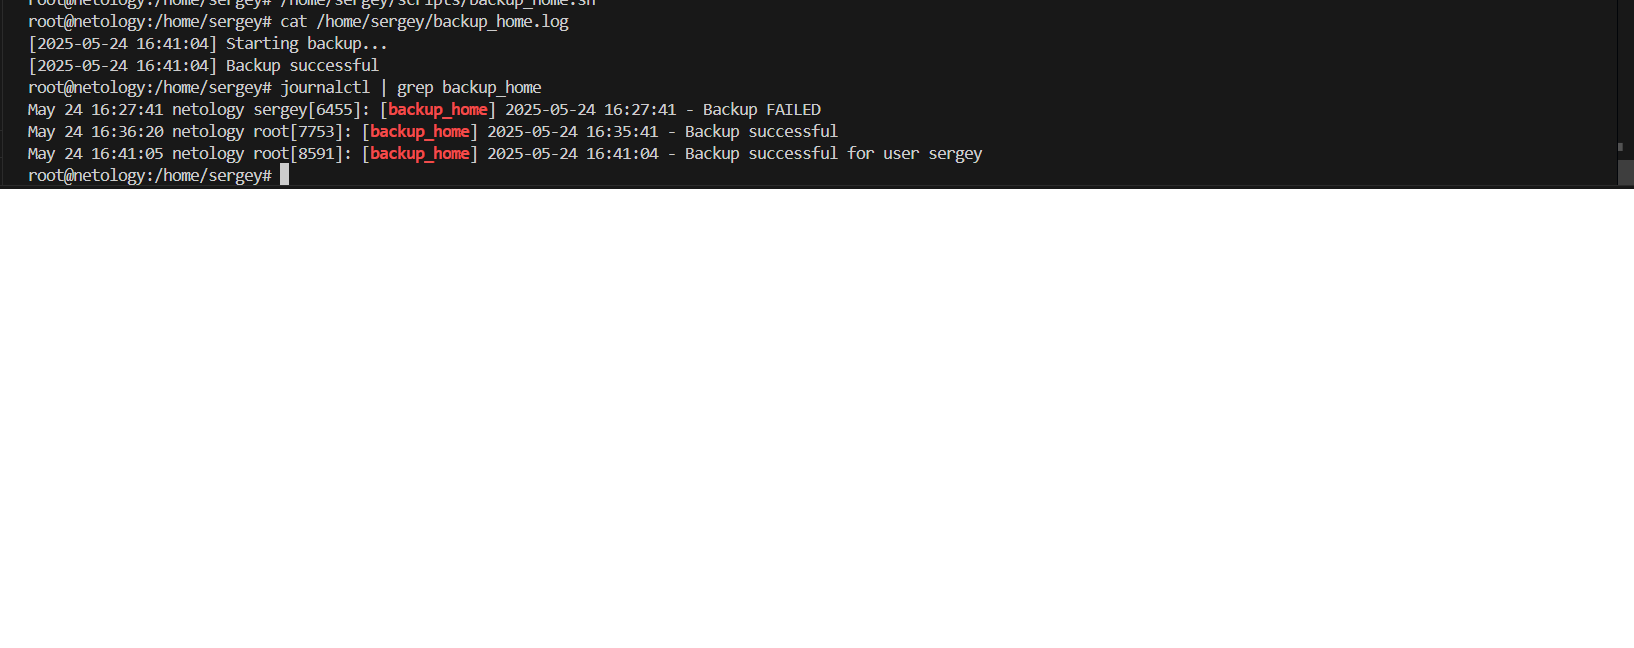 root@netology:/home/sergey# /home/sergey/scripts/backup_home.sh
root@netology:/home/sergey# cat /home/sergey/backup_home.log
[2025-05-24 16:41:04] Starting backup...
[2025-05-24 16:41:04] Backup successful
root@netology:/home/sergey# journalctl | grep backup_home
May 24 16:27:41 netology sergey[6455]: [backup_home] 2025-05-24 16:27:41 - Backup FAILED
May 24 16:36:20 netology root[7753]: [backup_home] 2025-05-24 16:35:41 - Backup successful
May 24 16:41:05 netology root[8591]: [backup_home] 2025-05-24 16:41:04 - Backup successful for user sergey
root@netology:/home/sergey#